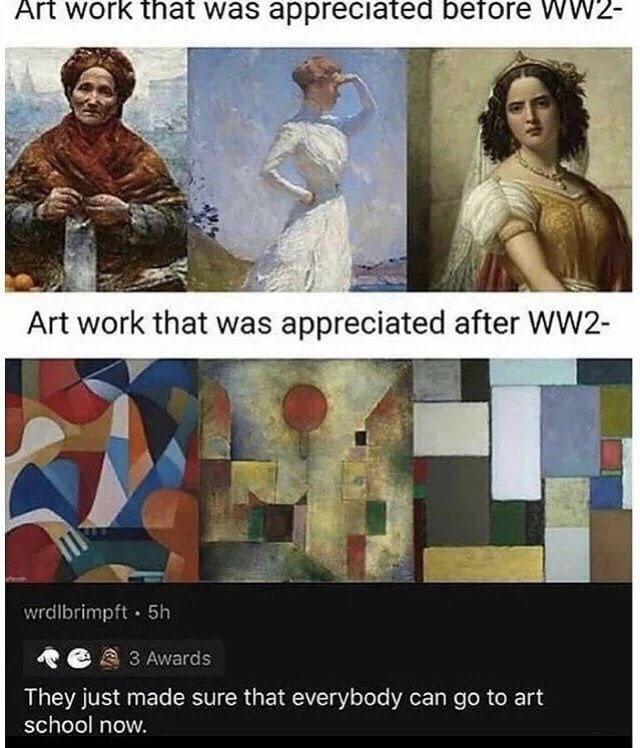 Art work that was appreciated before WW2-
Art work that was appreciated after WW2-
wrdlbrimpft • 5h
3 Awards
They just made sure that everybody can go to art
school now.